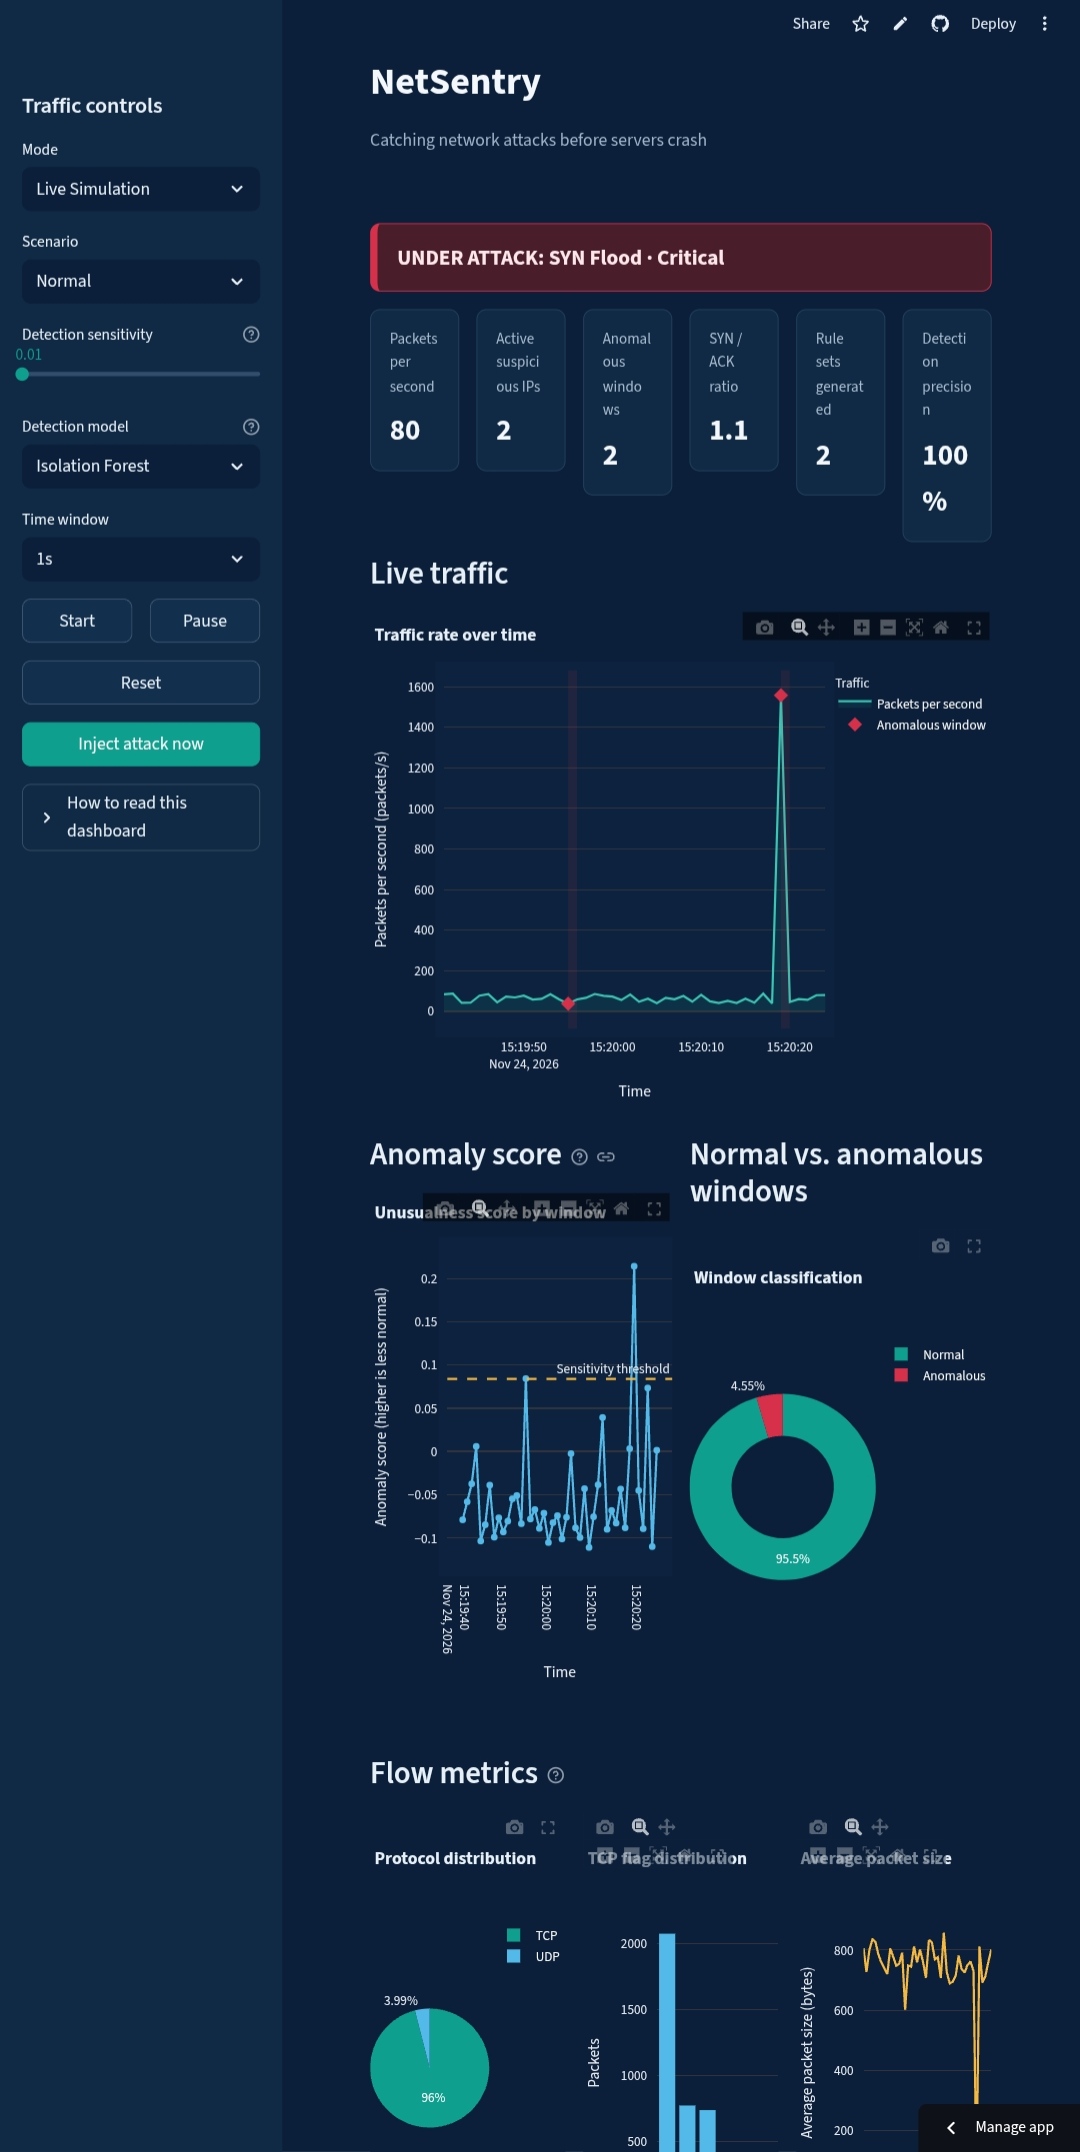 Share
Deploy
NetSentry
Catching network attacks before servers crash
Traffic controls
Mode
Live Simulation
Scenario
Normal
Detection sensitivity
0.01
Detection model
Isolation Forest
Time window
1s
Start
Pause
Reset
Inject attack now
How to read this
dashboard
UNDER ATTACK: SYN Flood · Critical
Packets
per
second
80
Active
suspici
ous IPs
2
Anomal
ous
windo
ws
2
SYN /
ACK
ratio
1.1
Rule
sets
generat
ed
2
Detecti
on
precisio
n
100
%
Live traffic
Traffic rate over time
Traffic
Packets per second
Anomalous window
Packets per second (packets/s)
1600
1400
1200
1000
800
600
400
200
0
15:19:50
Nov 24, 2026
15:20:00
15:20:10
15:20:20
Time
Anomaly score
Unusualness score by window
Anomaly score (higher is less normal)
0.2
0.15
0.1
0.05
0
−0.05
−0.1
Sensitivity threshold
15:19:40
Nov 24, 2026
15:19:50
15:20:00
15:20:10
15:20:20
Time
Normal vs. anomalous
windows
Window classification
Normal
Anomalous
4.55%
95.5%
Flow metrics
Protocol distribution
TCP
UDP
3.99%
96%
TCP flag distribution
Packets
2000
1500
1000
500
Average packet size
Average packet size (bytes)
800
600
400
200
Manage app